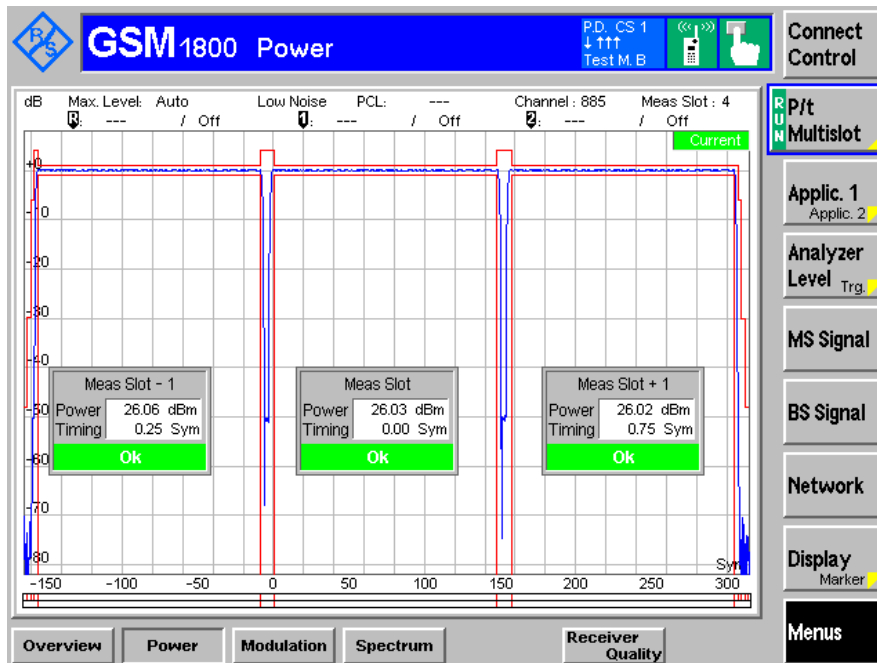 R&S
GSM 1800 Power
P.D. CS 1
↓ ↑↑↑
Test M. B
Connect
Control
dB Max. Level: Auto Low Noise PCL: --- Channel : 885 Meas Slot : 4
R: --- / Off 1: --- / Off 2: --- / Off
Current
RUN
P/t
Multislot
Applic. 1
Applic. 2
Analyzer
Level Trg.
MS Signal
BS Signal
Network
Display
Marker
Menus
+0
-10
-20
-30
-40
-50
-60
-70
-80
Meas Slot - 1
Power 26.06 dBm
Timing 0.25 Sym
Ok
Meas Slot
Power 26.03 dBm
Timing 0.00 Sym
Ok
Meas Slot + 1
Power 26.02 dBm
Timing 0.75 Sym
Ok
Sym
-150 -100 -50 0 50 100 150 200 250 300
Overview Power Modulation Spectrum Receiver
Quality